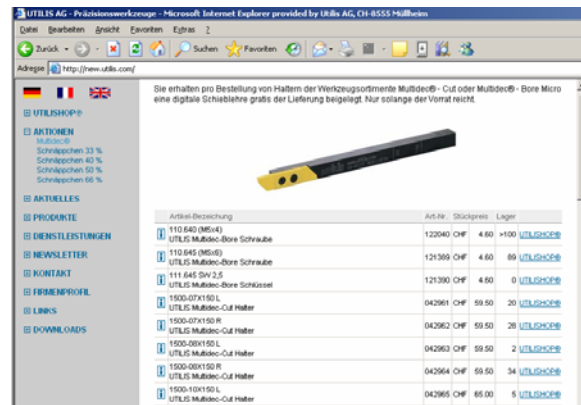 UTILIS AG - Präzisionswerkzeuge - Microsoft Internet Explorer provided by Utilis AG, CH-8555 Müllheim
Datei Bearbeiten Ansicht Favoriten Extras ?
Zurück Suchen Favoriten
Adresse http://new.utilis.com/
Sie erhalten pro Bestellung von Haltern der Werkzeugsortimente Multidec® - Cut oder Multidec® - Bore Micro
eine digitale Schieblehre gratis der Lieferung beigelegt. Nur solange der Vorrat reicht.
UTILISHOP®
AKTIONEN
Multidec®
Schnäppchen 33 %
Schnäppchen 40 %
Schnäppchen 50 %
Schnäppchen 66 %
AKTUELLES
PRODUKTE
DIENSTLEISTUNGEN
NEWSLETTER
KONTAKT
FIRMENPROFIL
LINKS
DOWNLOADS
Artikel-Bezeichnung Art-Nr. Stückpreis Lager
110.640 (M5x4)
UTILIS Multidec-Bore Schraube 122040 CHF 4.60 >100 UTILISHOP®
110.645 (M5x6)
UTILIS Multidec-Bore Schraube 121389 CHF 4.60 89 UTILISHOP®
111.645 SW 2,5
UTILIS Multidec-Bore Schlüssel 121390 CHF 4.60 0 UTILISHOP®
1500-07X150 L
UTILIS Multidec-Cut Halter 042961 CHF 59.50 20 UTILISHOP®
1500-07X150 R
UTILIS Multidec-Cut Halter 042962 CHF 59.50 28 UTILISHOP®
1500-08X150 L
UTILIS Multidec-Cut Halter 042963 CHF 59.50 2 UTILISHOP®
1500-08X150 R
UTILIS Multidec-Cut Halter 042964 CHF 59.50 34 UTILISHOP®
1500-10X150 L
UTILIS Multidec-Cut Halter 042965 CHF 65.00 5 UTILISHOP®